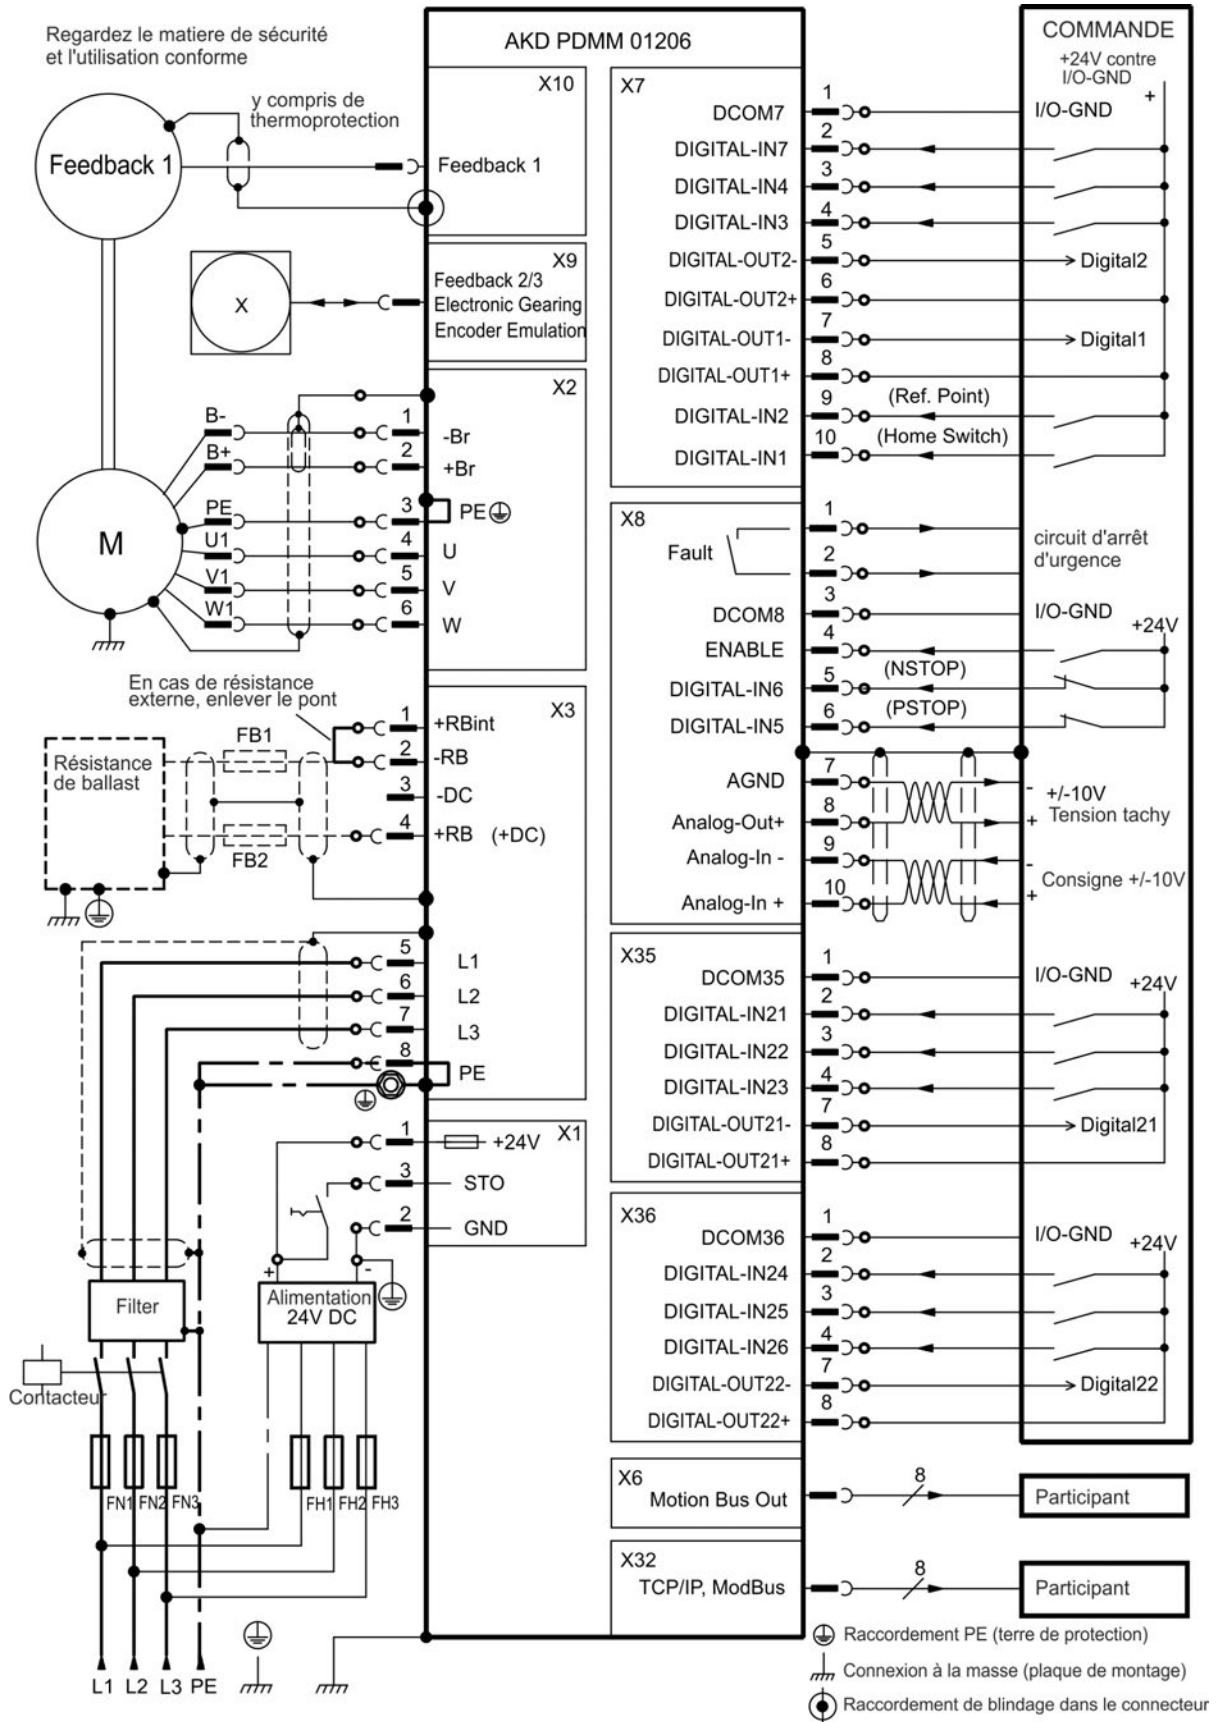 Regardez le matiere de sécurité
et l'utilisation conforme
AKD PDMM 01206
COMMANDE
+24V contre
I/O-GND
+
y compris de
thermoprotection
Feedback 1
X10
Feedback 1
X9
Feedback 2/3
Electronic Gearing
Encoder Emulation
X
X2
B-
1
-Br
B+
2
+Br
PE
3
PE
U1
4
U
V1
5
V
W1
6
W
M
En cas de résistance
externe, enlever le pont
X3
Résistance
de ballast
FB1
FB2
1
+RBint
2
-RB
3
-DC
4
+RB (+DC)
5
L1
6
L2
7
L3
8
PE
X1
1
+24V
3
STO
2
GND
+
-
Alimentation
24V DC
Filter
Contacteur
FN1
FN2
FN3
FH1
FH2
FH3
L1
L2
L3
PE
X7
1
DCOM7
I/O-GND
2
DIGITAL-IN7
3
DIGITAL-IN4
4
DIGITAL-IN3
5
DIGITAL-OUT2-
Digital2
6
DIGITAL-OUT2+
7
DIGITAL-OUT1-
Digital1
8
DIGITAL-OUT1+
9
(Ref. Point)
DIGITAL-IN2
10
(Home Switch)
DIGITAL-IN1
X8
1
Fault
2
circuit d'arrêt
d'urgence
3
DCOM8
I/O-GND
+24V
4
ENABLE
5
(NSTOP)
DIGITAL-IN6
6
(PSTOP)
DIGITAL-IN5
7
AGND
-
+/-10V
Tension tachy
8
Analog-Out+
+
9
Analog-In -
-
Consigne +/-10V
10
Analog-In +
+
X35
1
DCOM35
I/O-GND
+24V
2
DIGITAL-IN21
3
DIGITAL-IN22
4
DIGITAL-IN23
7
DIGITAL-OUT21-
Digital21
8
DIGITAL-OUT21+
X36
1
DCOM36
I/O-GND
+24V
2
DIGITAL-IN24
3
DIGITAL-IN25
4
DIGITAL-IN26
7
DIGITAL-OUT22-
Digital22
8
DIGITAL-OUT22+
X6
Motion Bus Out
8
Participant
X32
TCP/IP, ModBus
8
Participant
Raccordement PE (terre de protection)
Connexion à la masse (plaque de montage)
Raccordement de blindage dans le connecteur